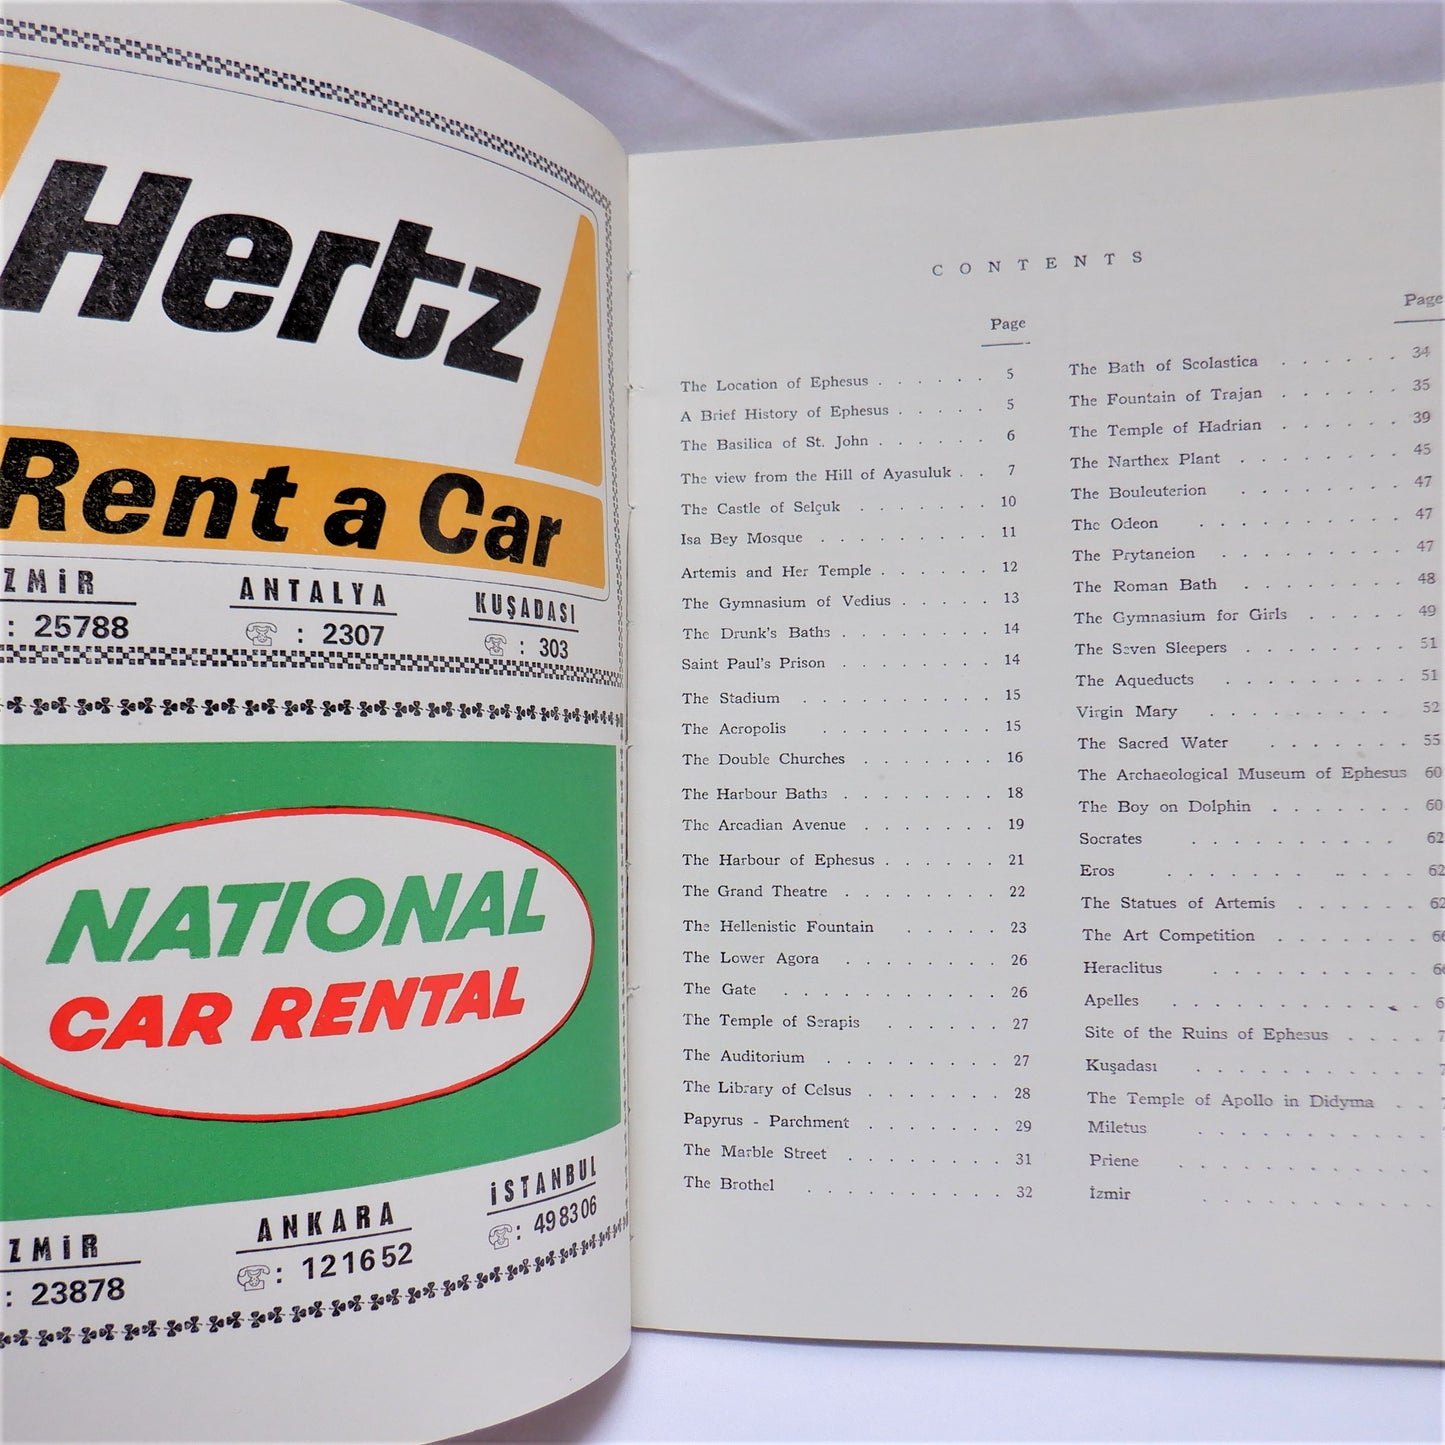 Hertz
Rent a Car
ZMİR ANTALYA KUŞADASI
: 25788 : 2307 : 303
NATIONAL
CAR RENTAL
ZMİR ANKARA İSTANBUL
: 23878 : 121652 : 498306
CONTENTS
Page
The Location of Ephesus . . . . . . 5
A Brief History of Ephesus . . . . . 5
The Basilica of St. John . . . . . . 6
The view from the Hill of Ayasuluk . . 7
The Castle of Selçuk . . . . . . . 10
Isa Bey Mosque . . . . . . . . . 11
Artemis and Her Temple . . . . . . 12
The Gymnasium of Vedius . . . . . 13
The Drunk's Baths . . . . . . . . 14
Saint Paul's Prison . . . . . . . . 14
The Stadium . . . . . . . . . . 15
The Acropolis . . . . . . . . . 15
The Double Churches . . . . . . . 16
The Harbour Baths . . . . . . . . 18
The Arcadian Avenue . . . . . . . 19
The Harbour of Ephesus . . . . . . 21
The Grand Theatre . . . . . . . . 22
The Hellenistic Fountain . . . . . 23
The Lower Agora . . . . . . . . 26
The Gate . . . . . . . . . . . 26
The Temple of Serapis . . . . . . . 27
The Auditorium . . . . . . . . . 27
The Library of Celsus . . . . . . . 28
Papyrus - Parchment . . . . . . . 29
The Marble Street . . . . . . . . 31
The Brothel . . . . . . . . . . 32
Page
The Bath of Scolastica . . . . . . 34
The Fountain of Trajan . . . . . . 35
The Temple of Hadrian . . . . . . 39
The Narthex Plant . . . . . . . . 45
The Bouleuterion . . . . . . . . 47
The Odeon . . . . . . . . . . 47
The Prytaneion . . . . . . . . . 47
The Roman Bath . . . . . . . . 48
The Gymnasium for Girls . . . . . 49
The Seven Sleepers . . . . . . . . 51
The Aqueducts . . . . . . . . . 51
Virgin Mary . . . . . . . . . 52
The Sacred Water . . . . . . . 55
The Archaeological Museum of Ephesus 60
The Boy on Dolphin . . . . . . . 60
Socrates . . . . . . . . . 62
Eros . . . . . . . . . . 62
The Statues of Artemis . . . . . . 62
The Art Competition . . . . . . . 66
Heraclitus . . . . . . . . . 66
Apelles . . . . . . . . . .
Site of the Ruins of Ephesus . . . .
Kuşadası . . . . . . . . . .
The Temple of Apollo in Didyma . .
Miletus . . . . . . . . . .
Priene . . . . . . . . . . .
İzmir . . . . . . . . . .